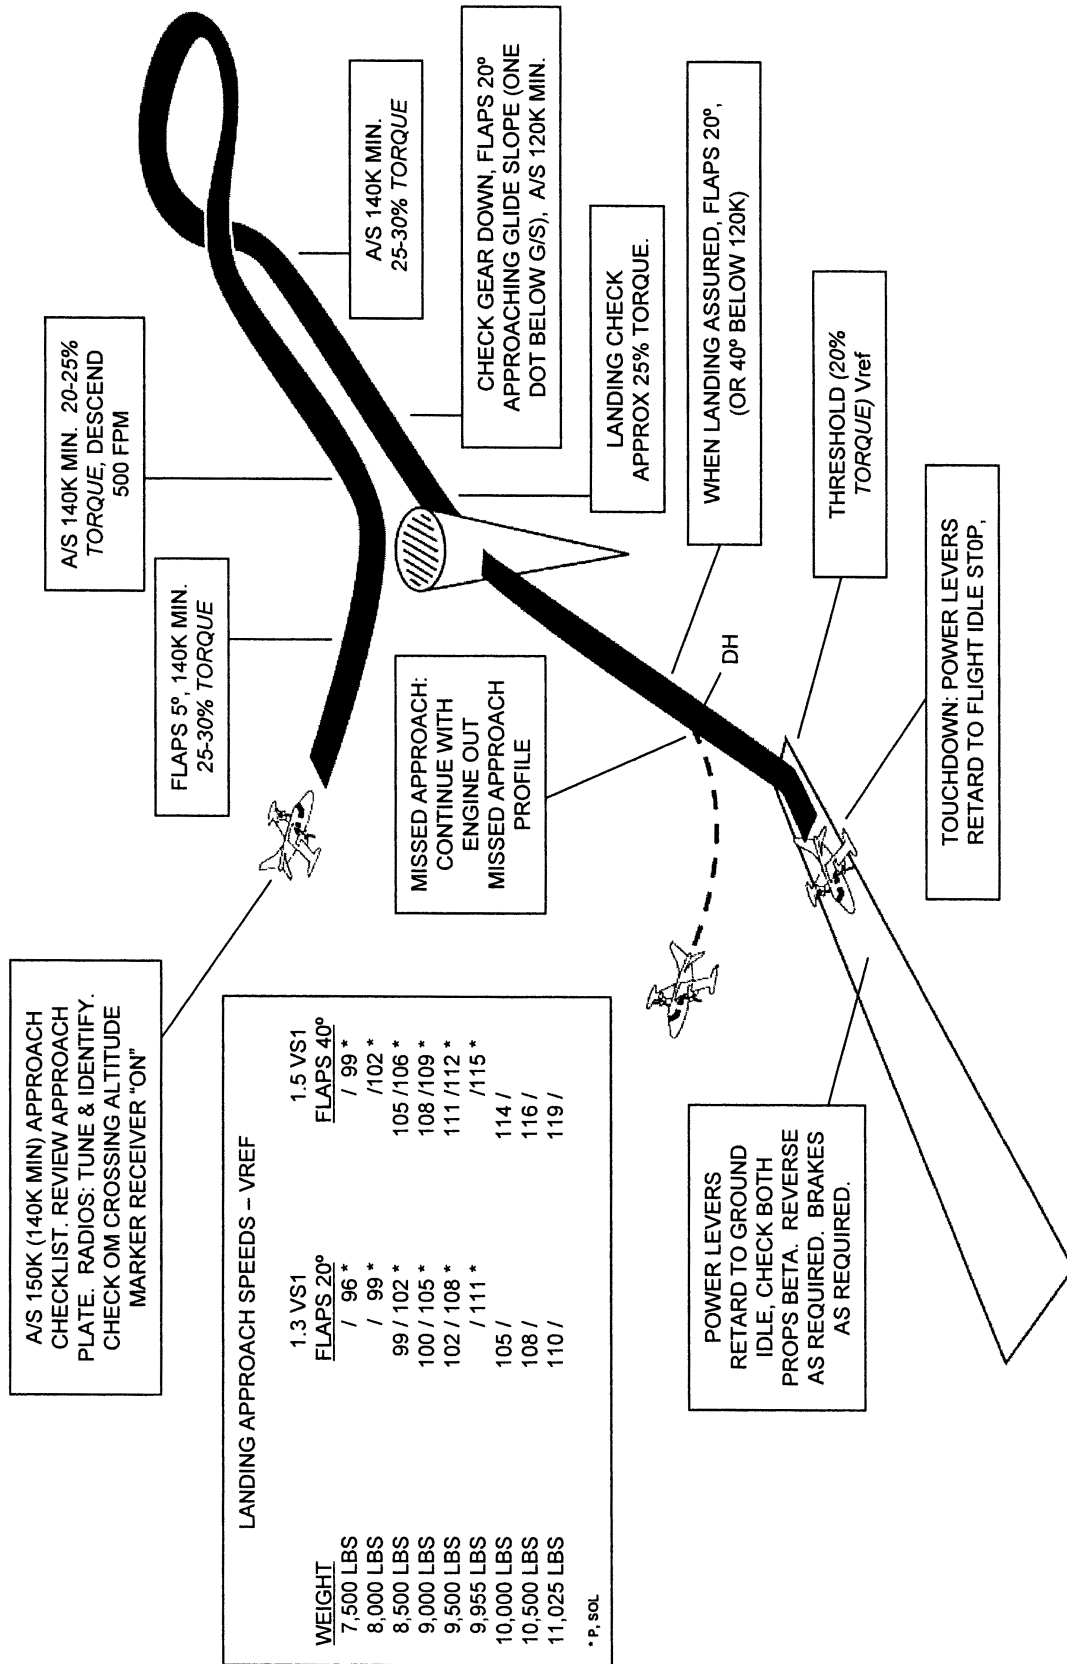 A/S 150K (140K MIN) APPROACH
CHECKLIST. REVIEW APPROACH
PLATE. RADIOS: TUNE & IDENTIFY.
CHECK OM CROSSING ALTITUDE
MARKER RECEIVER "ON"
FLAPS 5º, 140K MIN.
25-30% TORQUE
A/S 140K MIN. 20-25%
TORQUE, DESCEND
500 FPM
A/S 140K MIN.
25-30% TORQUE
CHECK GEAR DOWN, FLAPS 20º
APPROACHING GLIDE SLOPE (ONE
DOT BELOW G/S), A/S 120K MIN.
LANDING CHECK
APPROX 25% TORQUE.
WHEN LANDING ASSURED, FLAPS 20º,
(OR 40º BELOW 120K)
MISSED APPROACH:
CONTINUE WITH
ENGINE OUT
MISSED APPROACH
PROFILE
DH
THRESHOLD (20%
TORQUE) Vref
TOUCHDOWN: POWER LEVERS
RETARD TO FLIGHT IDLE STOP,
POWER LEVERS
RETARD TO GROUND
IDLE, CHECK BOTH
PROPS BETA. REVERSE
AS REQUIRED. BRAKES
AS REQUIRED.
LANDING APPROACH SPEEDS – VREF
1.3 VS1 1.5 VS1
WEIGHT FLAPS 20º FLAPS 40º
7,500 LBS / 96 * / 99 *
8,000 LBS / 99 * /102 *
8,500 LBS 99 / 102 * 105 /106 *
9,000 LBS 100 / 105 * 108 /109 *
9,500 LBS 102 / 108 * 111 /112 *
9,955 LBS / 111 * /115 *
10,000 LBS 105 / 114 /
10,500 LBS 108 / 116 /
11,025 LBS 110 / 119 /
* P, SOL